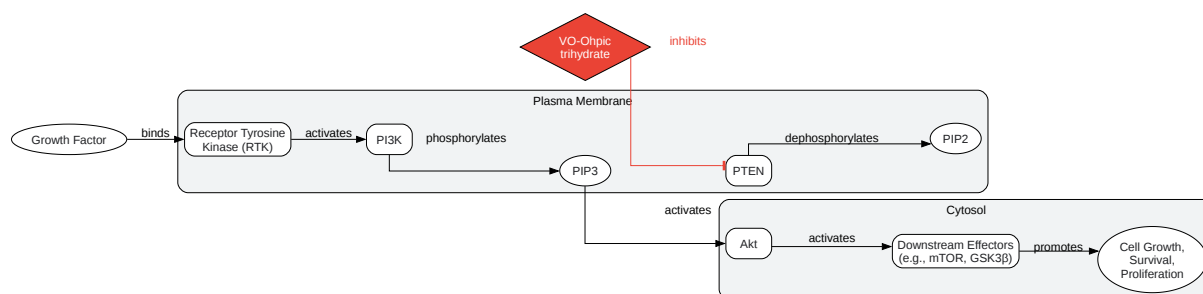 VO-Ohpic
trihydrate
inhibits
Plasma Membrane
Growth Factor
binds
Receptor Tyrosine
Kinase (RTK)
activates
PI3K
phosphorylates
PIP3
PTEN
dephosphorylates
PIP2
activates
Cytosol
Akt
activates
Downstream Effectors
(e.g., mTOR, GSK3β)
promotes
Cell Growth,
Survival,
Proliferation